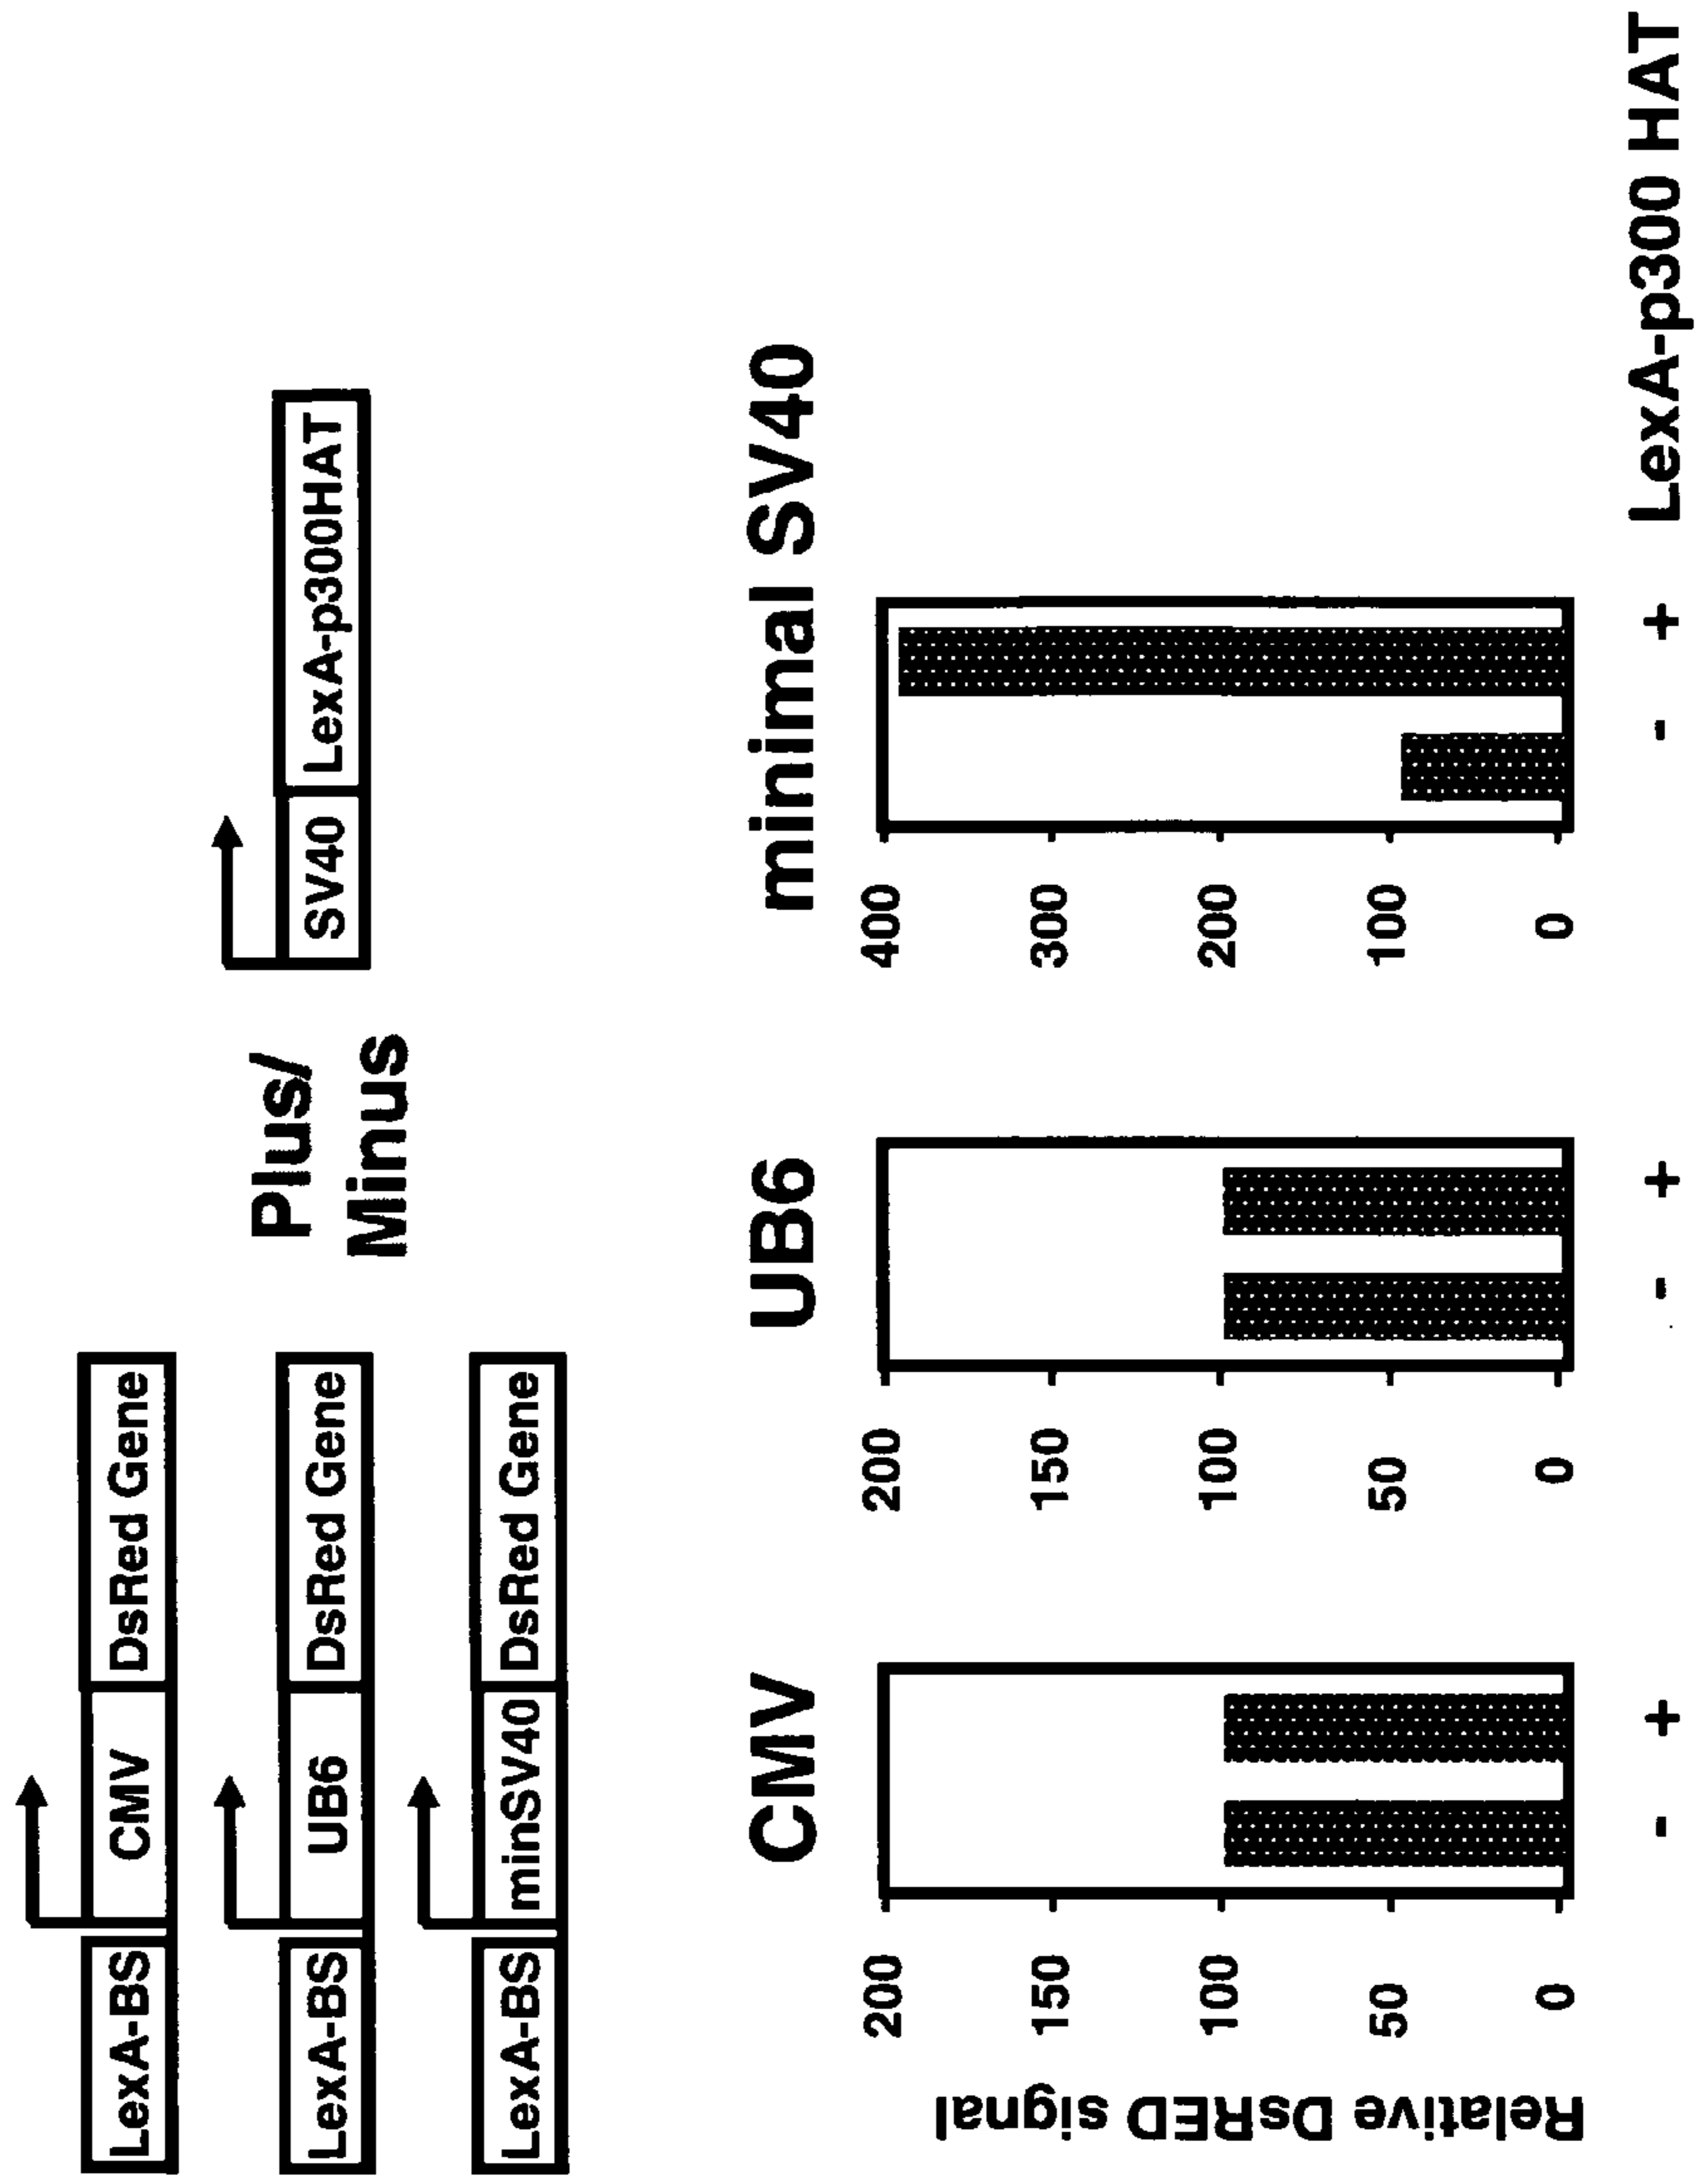 LexA-BS CMV DsRed Gene
LexA-BS UB6 DsRed Gene
LexA-BS minSV40 DsRed Gene
Plus/
Minus
SV40 LexA-p300HAT
CMV
UB6
minimal SV40
Relative DsRED signal
200
150
100
50
0
200
150
100
50
0
400
300
200
100
0
- + - + - + LexA-p300 HAT